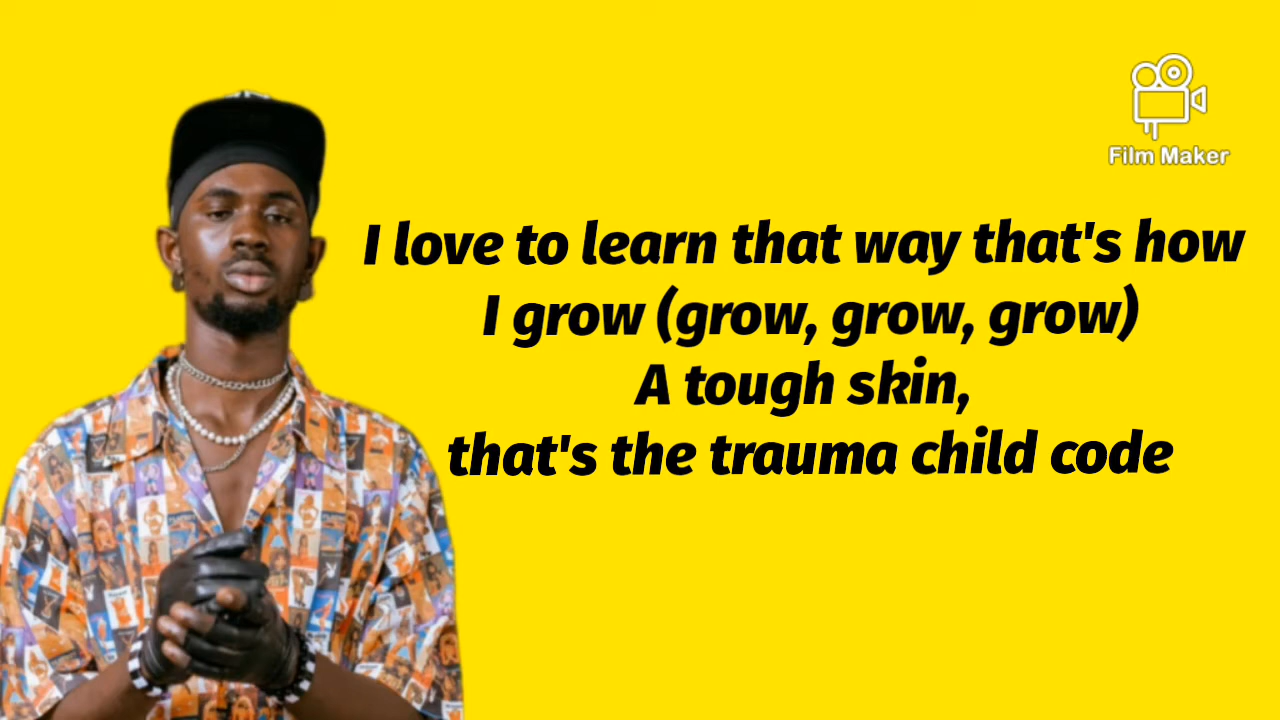 Film Maker
I love to learn that way that's how
I grow (grow, grow, grow)
A tough skin,
that's the trauma child code